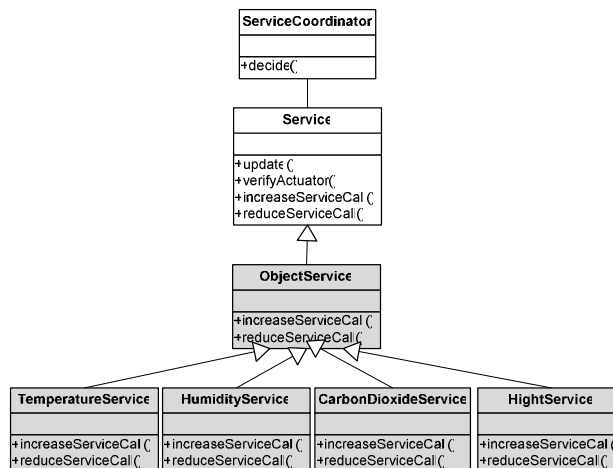 ServiceCoordinator
+decide()
Service
+update ()
+verifyActuator()
+increaseServiceCal ()
+reduceServiceCall()
ObjectService
+increaseServiceCal ()
+reduceServiceCall()
TemperatureService HumidityService CarbonDioxideService HightService
+increaseServiceCal () +increaseServiceCal () +increaseServiceCal () +increaseServiceCal ()
+reduceServiceCall() +reduceServiceCall() +reduceServiceCall() +reduceServiceCall()